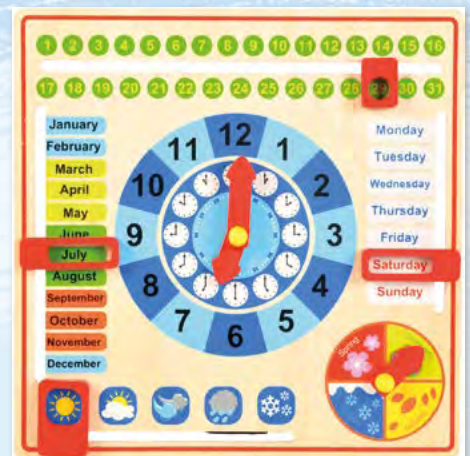 1 2 3 4 5 6 7 8 9 10 11 12 13 14 15 16
17 18 19 20 21 22 23 24 25 26 27 28 29 30 31
January
February
March
April
May
June
July
August
September
October
November
December
12
1
2
3
4
5
6
7
8
9
10
11
Monday
Tuesday
Wednesday
Thursday
Friday
Saturday
Sunday
Spring